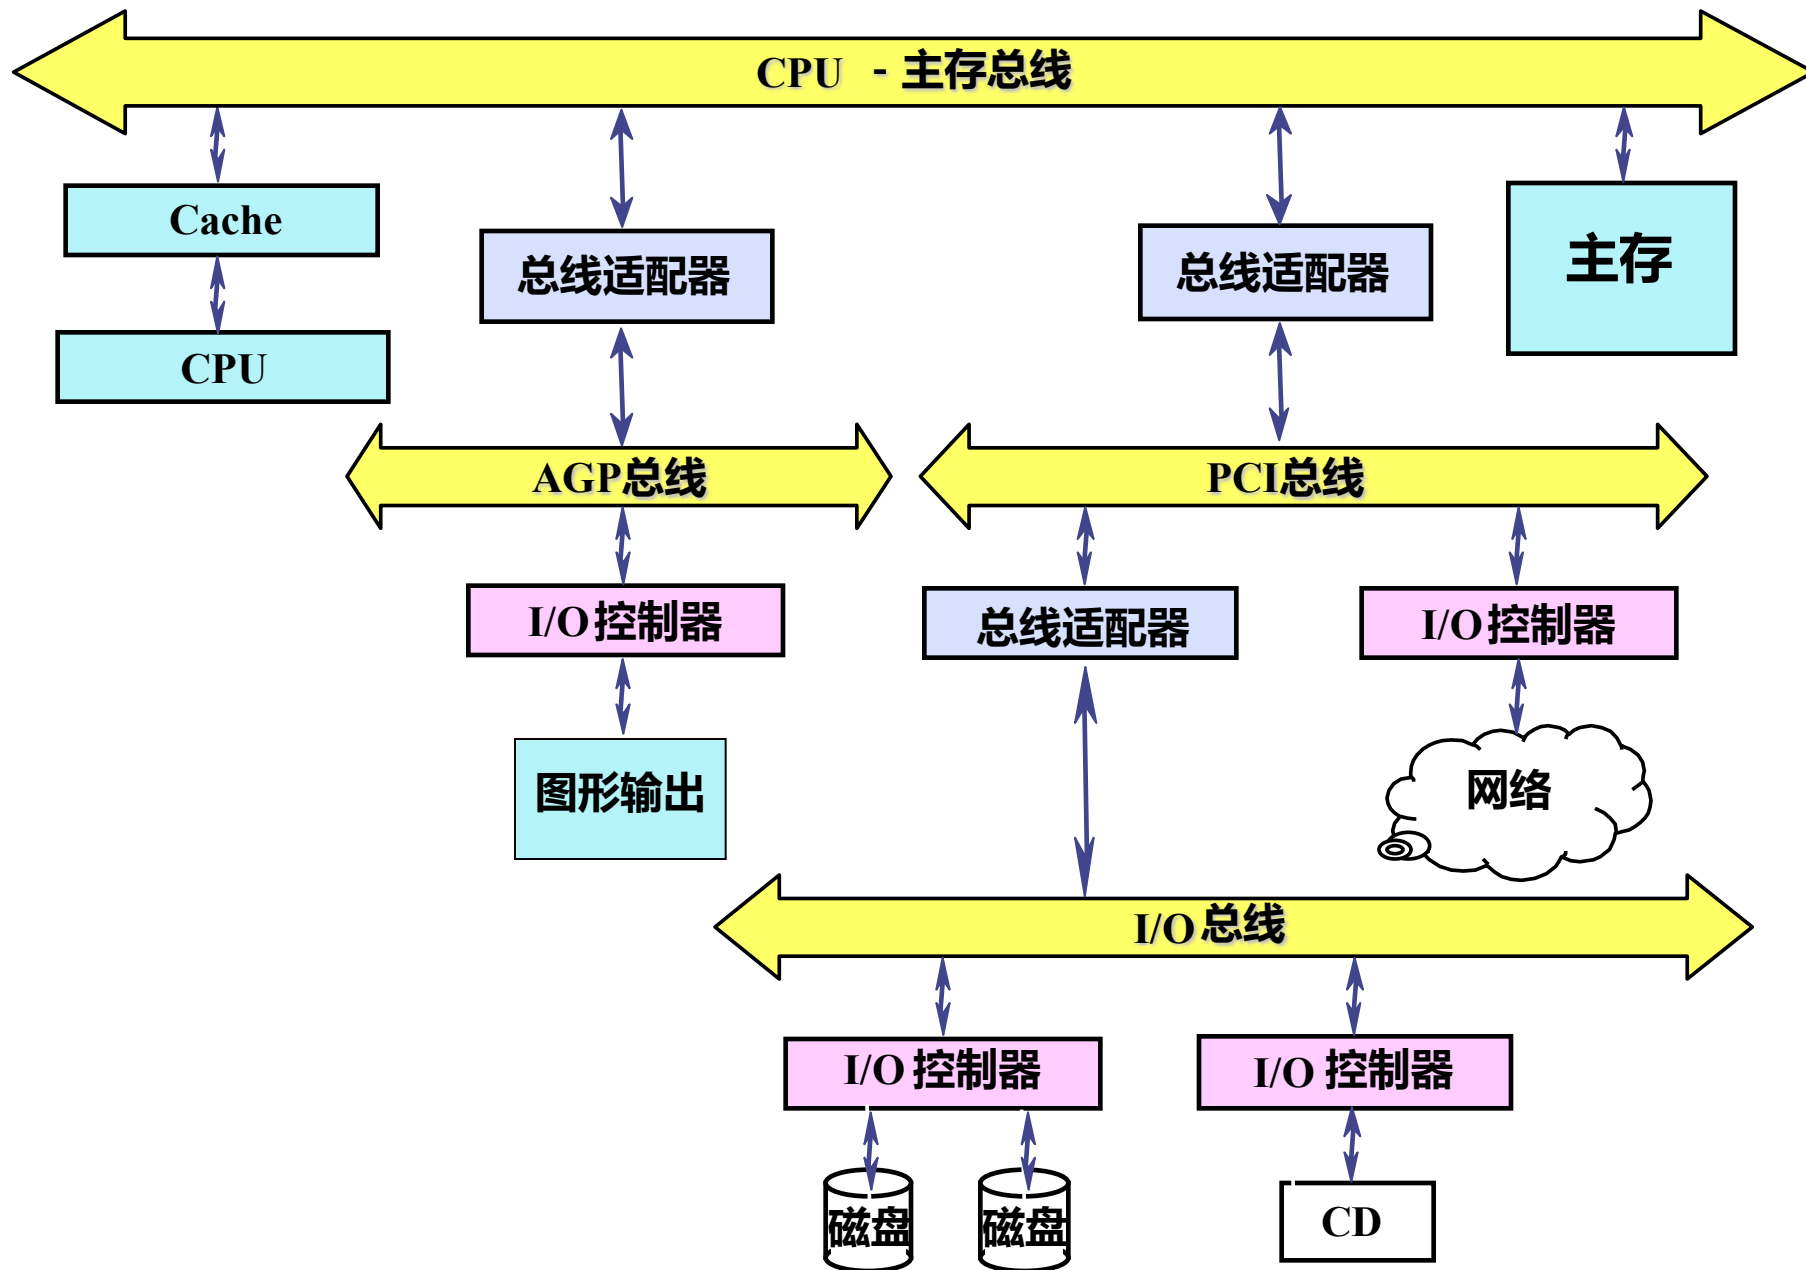 CPU - 主存总线
Cache
总线适配器
总线适配器
主存
CPU
AGP总线
PCI总线
I/O控制器
总线适配器
I/O控制器
图形输出
网络
I/O总线
I/O 控制器
I/O 控制器
磁盘
磁盘
CD